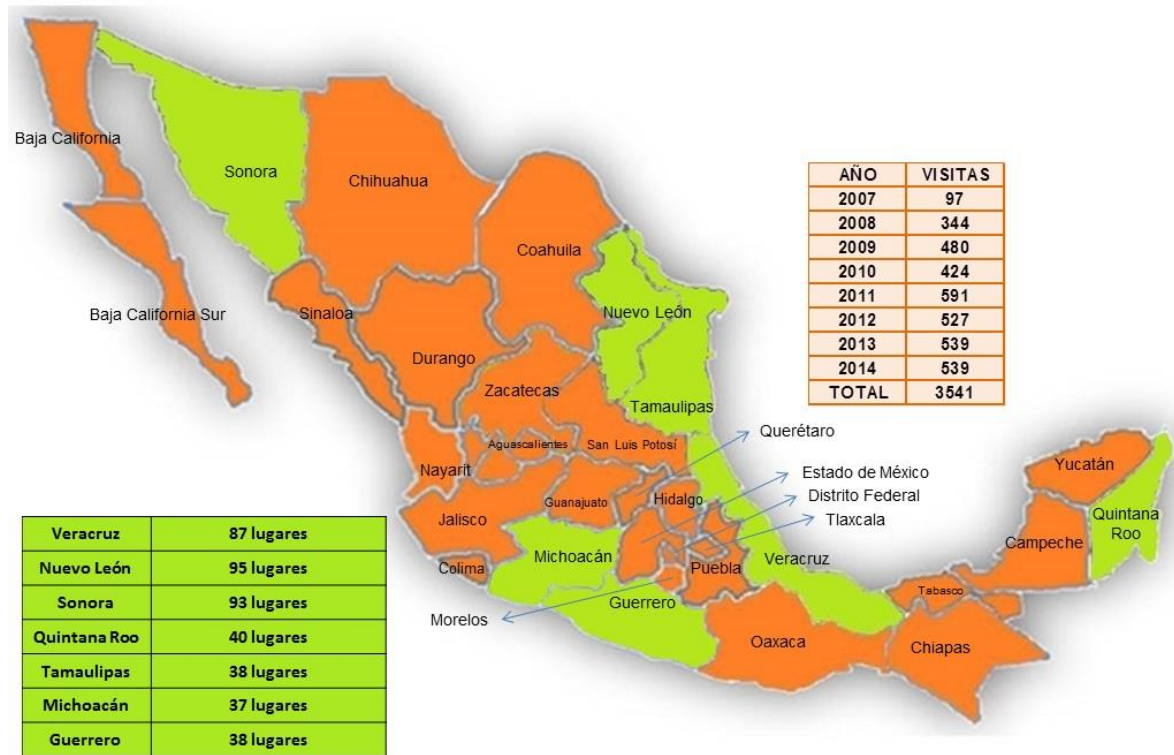 Baja California
Sonora
Chihuahua
Coahuila
Baja California Sur
Sinaloa
Nuevo León
Durango
Zacatecas
Tamaulipas
Nayarit
Aguascalientes
San Luis Potosí
Querétaro
Estado de México
Distrito Federal
Tlaxcala
Guanajuato
Hidalgo
Jalisco
Michoacán
Colima
Puebla
Veracruz
Guerrero
Morelos
Oaxaca
Tabasco
Chiapas
Campeche
Yucatán
Quintana
Roo
AÑO VISITAS
2007 97
2008 344
2009 480
2010 424
2011 591
2012 527
2013 539
2014 539
TOTAL 3541
Veracruz 87 lugares
Nuevo León 95 lugares
Sonora 93 lugares
Quintana Roo 40 lugares
Tamaulipas 38 lugares
Michoacán 37 lugares
Guerrero 38 lugares